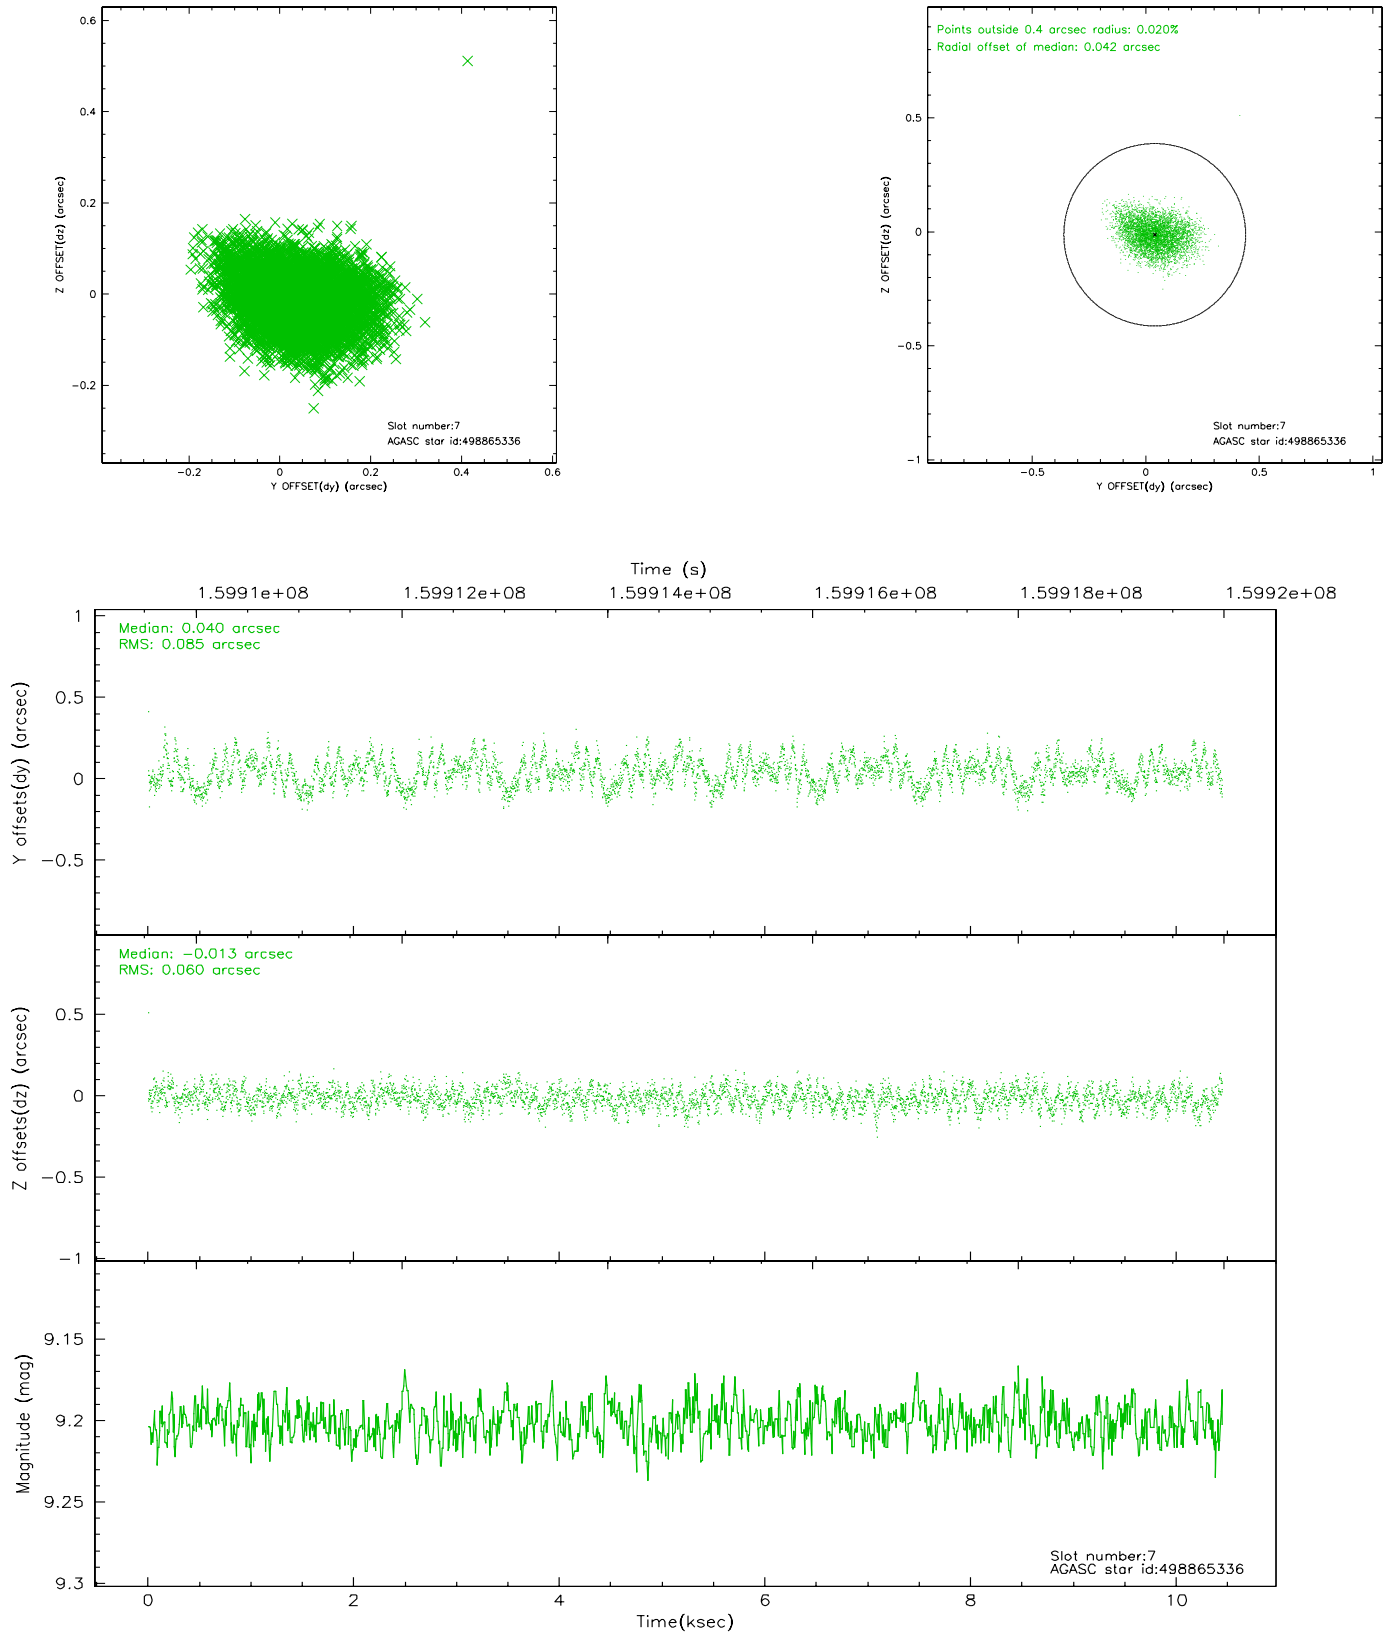 0.6
0.4
0.2
0
−0.2
−0.2
0
0.2
0.4
0.6
Z OFFSET(dz) (arcsec)
Y OFFSET(dy) (arcsec)
Slot number:7
AGASC star id:498865336
Points outside 0.4 arcsec radius: 0.020%
Radial offset of median: 0.042 arcsec
0.5
0
−0.5
−1
−0.5
0
0.5
1
Z OFFSET(dz) (arcsec)
Y OFFSET(dy) (arcsec)
Slot number:7
AGASC star id:498865336
Time (s)
1.5991e+08
1.59912e+08
1.59914e+08
1.59916e+08
1.59918e+08
1.5992e+08
Median: 0.040 arcsec
RMS: 0.085 arcsec
1
0.5
0
−0.5
Y offsets(dy) (arcsec)
Median: −0.013 arcsec
RMS: 0.060 arcsec
0.5
0
−0.5
−1
Z offsets(dz) (arcsec)
9.15
9.2
9.25
9.3
Magnitude (mag)
Slot number:7
AGASC star id:498865336
0
2
4
6
8
10
Time(ksec)